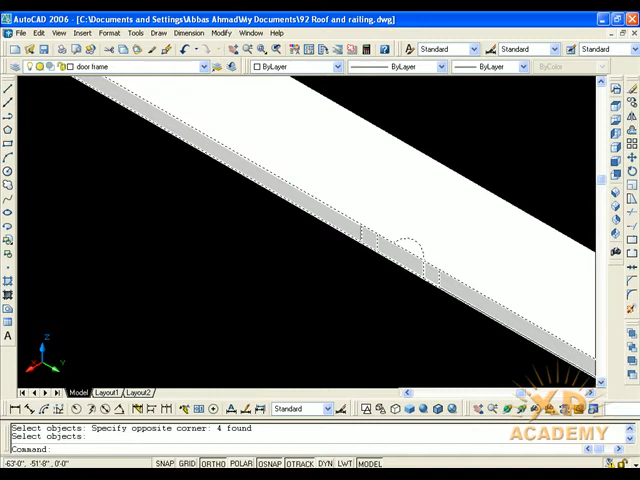 AutoCAD 2006 - [C:\Documents and Settings\Abbas Ahmad\My Documents\92 Roof and railing.dwg]
File Edit View Insert Format Tools Draw Dimension Modify Window Help Express
Standard Standard Standard
door frame ByLayer ByLayer ByLayer ByColor
Z
X Y
Model Layout1 Layout2
Standard
Select objects: Specify opposite corner: 4 found
Select objects:
Command:
-63'-0", -51'-8", 0'-0" SNAP GRID ORTHO POLAR OSNAP OTRACK DYN LWT MODEL
XD
ACADEMY